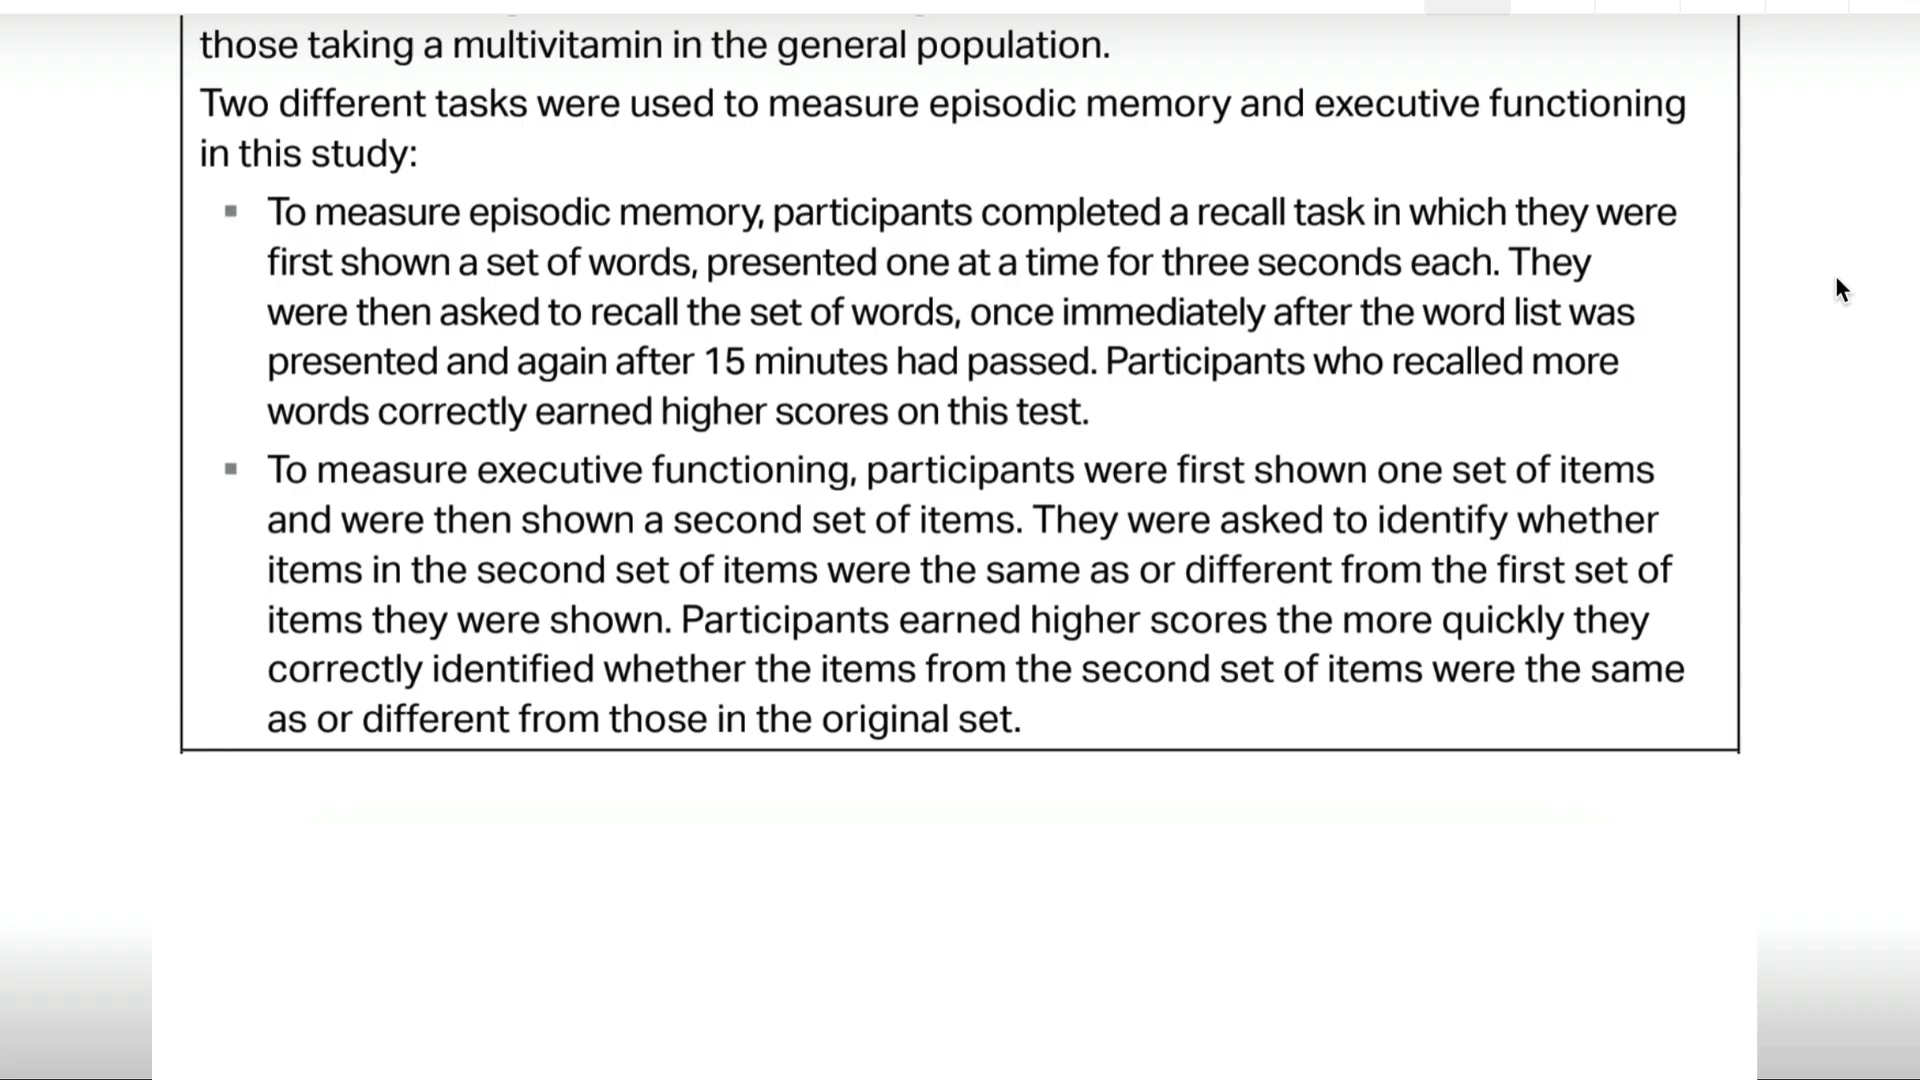 those taking a multivitamin in the general population.
Two different tasks were used to measure episodic memory and executive functioning
in this study:
▪ To measure episodic memory, participants completed a recall task in which they were
first shown a set of words, presented one at a time for three seconds each. They
were then asked to recall the set of words, once immediately after the word list was
presented and again after 15 minutes had passed. Participants who recalled more
words correctly earned higher scores on this test.
▪ To measure executive functioning, participants were first shown one set of items
and were then shown a second set of items. They were asked to identify whether
items in the second set of items were the same as or different from the first set of
items they were shown. Participants earned higher scores the more quickly they
correctly identified whether the items from the second set of items were the same
as or different from those in the original set.